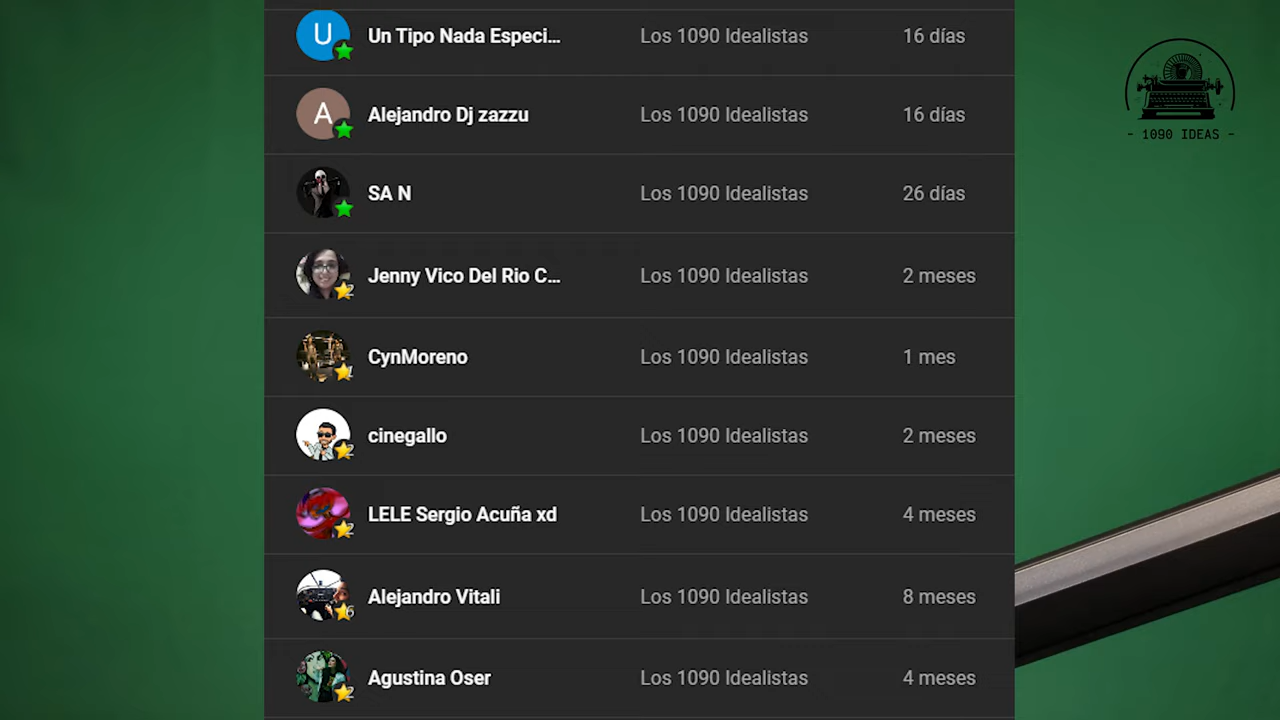 U
Un Tipo Nada Especi... Los 1090 Idealistas 16 días
A
Alejandro Dj zazzu Los 1090 Idealistas 16 días
SA N Los 1090 Idealistas 26 días
Jenny Vico Del Rio C... Los 1090 Idealistas 2 meses
CynMoreno Los 1090 Idealistas 1 mes
cinegallo Los 1090 Idealistas 2 meses
LELE Sergio Acuña xd Los 1090 Idealistas 4 meses
Alejandro Vitali Los 1090 Idealistas 8 meses
Agustina Oser Los 1090 Idealistas 4 meses
- 1090 IDEAS -